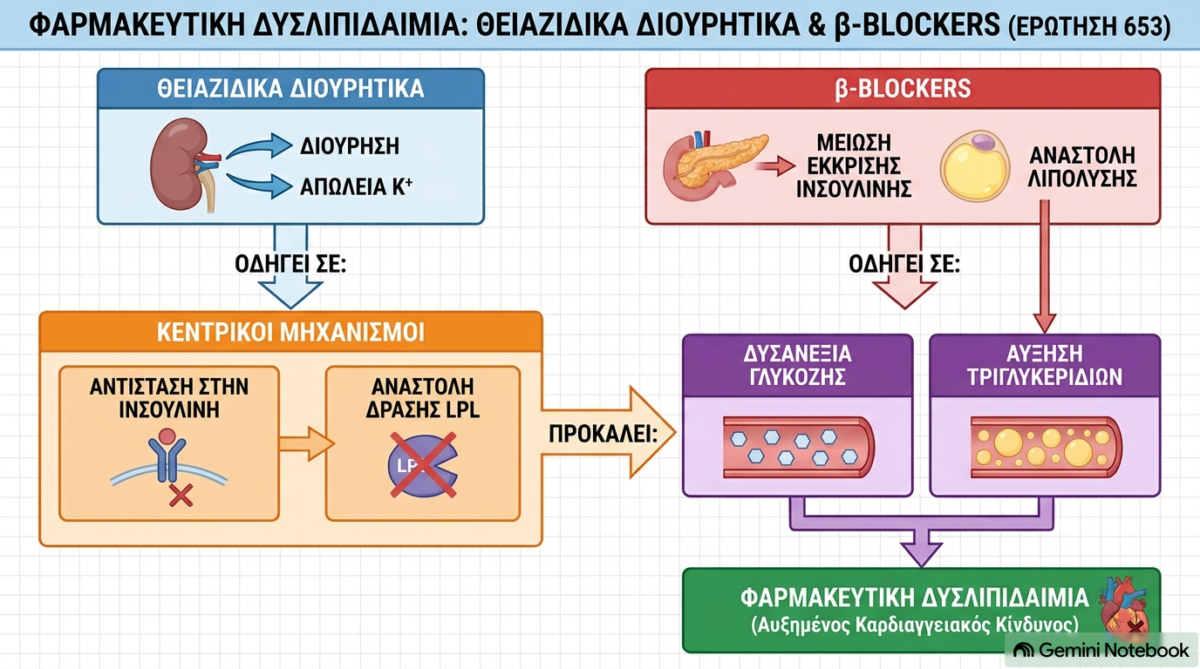 ΦΑΡΜΑΚΕΥΤΙΚΗ ΔΥΣΛΙΠΙΔΑΙΜΙΑ: ΘΕΙΑΖΙΔΙΚΑ ΔΙΟΥΡΗΤΙΚΑ & β-BLOCKERS (ΕΡΩΤΗΣΗ 653)
ΘΕΙΑΖΙΔΙΚΑ ΔΙΟΥΡΗΤΙΚΑ
ΔΙΟΥΡΗΣΗ
ΑΠΩΛΕΙΑ Κ⁺
ΟΔΗΓΕΙ ΣΕ:
β-BLOCKERS
ΜΕΙΩΣΗ
ΕΚΚΡΙΣΗΣ
ΙΝΣΟΥΛΙΝΗΣ
ΑΝΑΣΤΟΛΗ
ΛΙΠΟΛΥΣΗΣ
ΟΔΗΓΕΙ ΣΕ:
ΚΕΝΤΡΙΚΟΙ ΜΗΧΑΝΙΣΜΟΙ
ΑΝΤΙΣΤΑΣΗ ΣΤΗΝ
ΙΝΣΟΥΛΙΝΗ
ΑΝΑΣΤΟΛΗ
ΔΡΑΣΗΣ LPL
LPL
ΠΡΟΚΑΛΕΙ:
ΔΥΣΑΝΕΞΙΑ
ΓΛΥΚΟΖΗΣ
ΑΥΞΗΣΗ
ΤΡΙΓΛΥΚΕΡΙΔΙΩΝ
ΦΑΡΜΑΚΕΥΤΙΚΗ ΔΥΣΛΙΠΙΔΑΙΜΙΑ
(Αυξημένος Καρδιαγγειακός Κίνδυνος)
Gemini Notebook